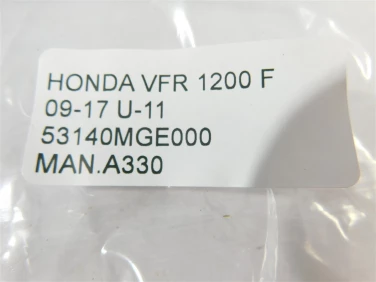 HONDA VFR 1200 F
09-17 U-11
53140MGE000
MAN.A330